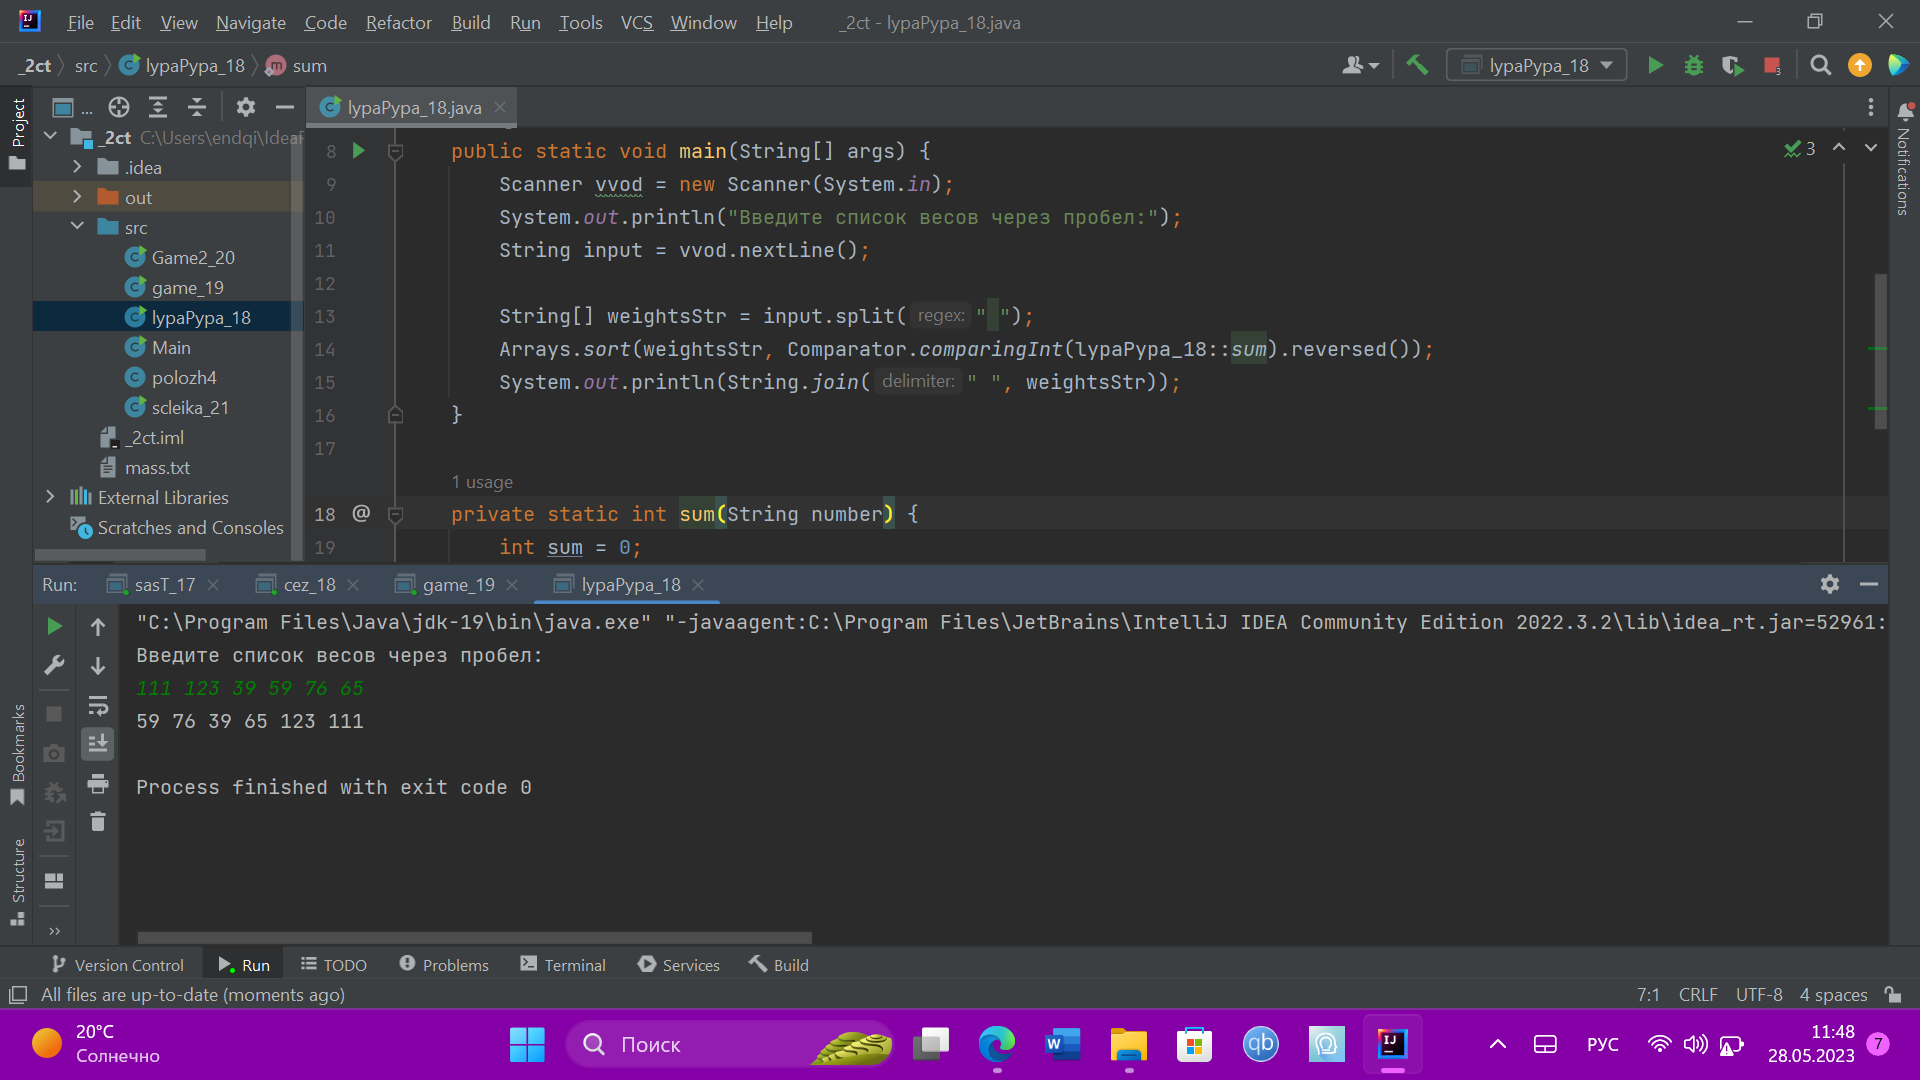 File Edit View Navigate Code Refactor Build Run Tools VCS Window Help _2ct - lypaPypa_18.java
_2ct src lypaPypa_18 m sum lypaPypa_18
Project
... lypaPypa_18.java
_2ct C:\Users\endqi\Idea
.idea
out
src
Game2_20
game_19
lypaPypa_18
Main
polozh4
scleika_21
_2ct.iml
mass.txt
External Libraries
Scratches and Consoles
8 public static void main(String[] args) {
9 Scanner vvod = new Scanner(System.in);
10 System.out.println("Введите список весов через пробел:");
11 String input = vvod.nextLine();
12
13 String[] weightsStr = input.split( regex: " ");
14 Arrays.sort(weightsStr, Comparator.comparingInt(lypaPypa_18::sum).reversed());
15 System.out.println(String.join( delimiter: " ", weightsStr));
16 }
17
1 usage
18 @ private static int sum(String number) {
19 int sum = 0;
3
Notifications
Run: sasT_17 cez_18 game_19 lypaPypa_18
"C:\Program Files\Java\jdk-19\bin\java.exe" "-javaagent:C:\Program Files\JetBrains\IntelliJ IDEA Community Edition 2022.3.2\lib\idea_rt.jar=52961:
Введите список весов через пробел:
111 123 39 59 76 65
59 76 39 65 123 111
Process finished with exit code 0
Bookmarks
Structure
Version Control Run TODO Problems Terminal Services Build
All files are up-to-date (moments ago) 7:1 CRLF UTF-8 4 spaces
20°C
Солнечно
Поиск
W
qb
IJ
РУС
11:48
28.05.2023
7